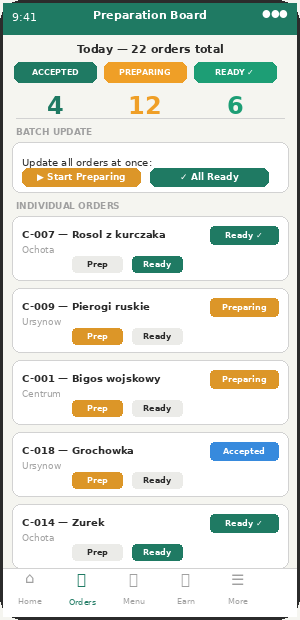 9:41 Preparation Board
Today — 22 orders total
ACCEPTED PREPARING READY ✓
4 12 6
BATCH UPDATE
Update all orders at once:
▶ Start Preparing ✓ All Ready
INDIVIDUAL ORDERS
C-007 — Rosol z kurczaka Ready ✓
Ochota
Prep Ready
C-009 — Pierogi ruskie Preparing
Ursynow
Prep Ready
C-001 — Bigos wojskowy Preparing
Centrum
Prep Ready
C-018 — Grochowka Accepted
Ursynow
Prep Ready
C-014 — Zurek Ready ✓
Ochota
Prep Ready
Home Orders Menu Earn More